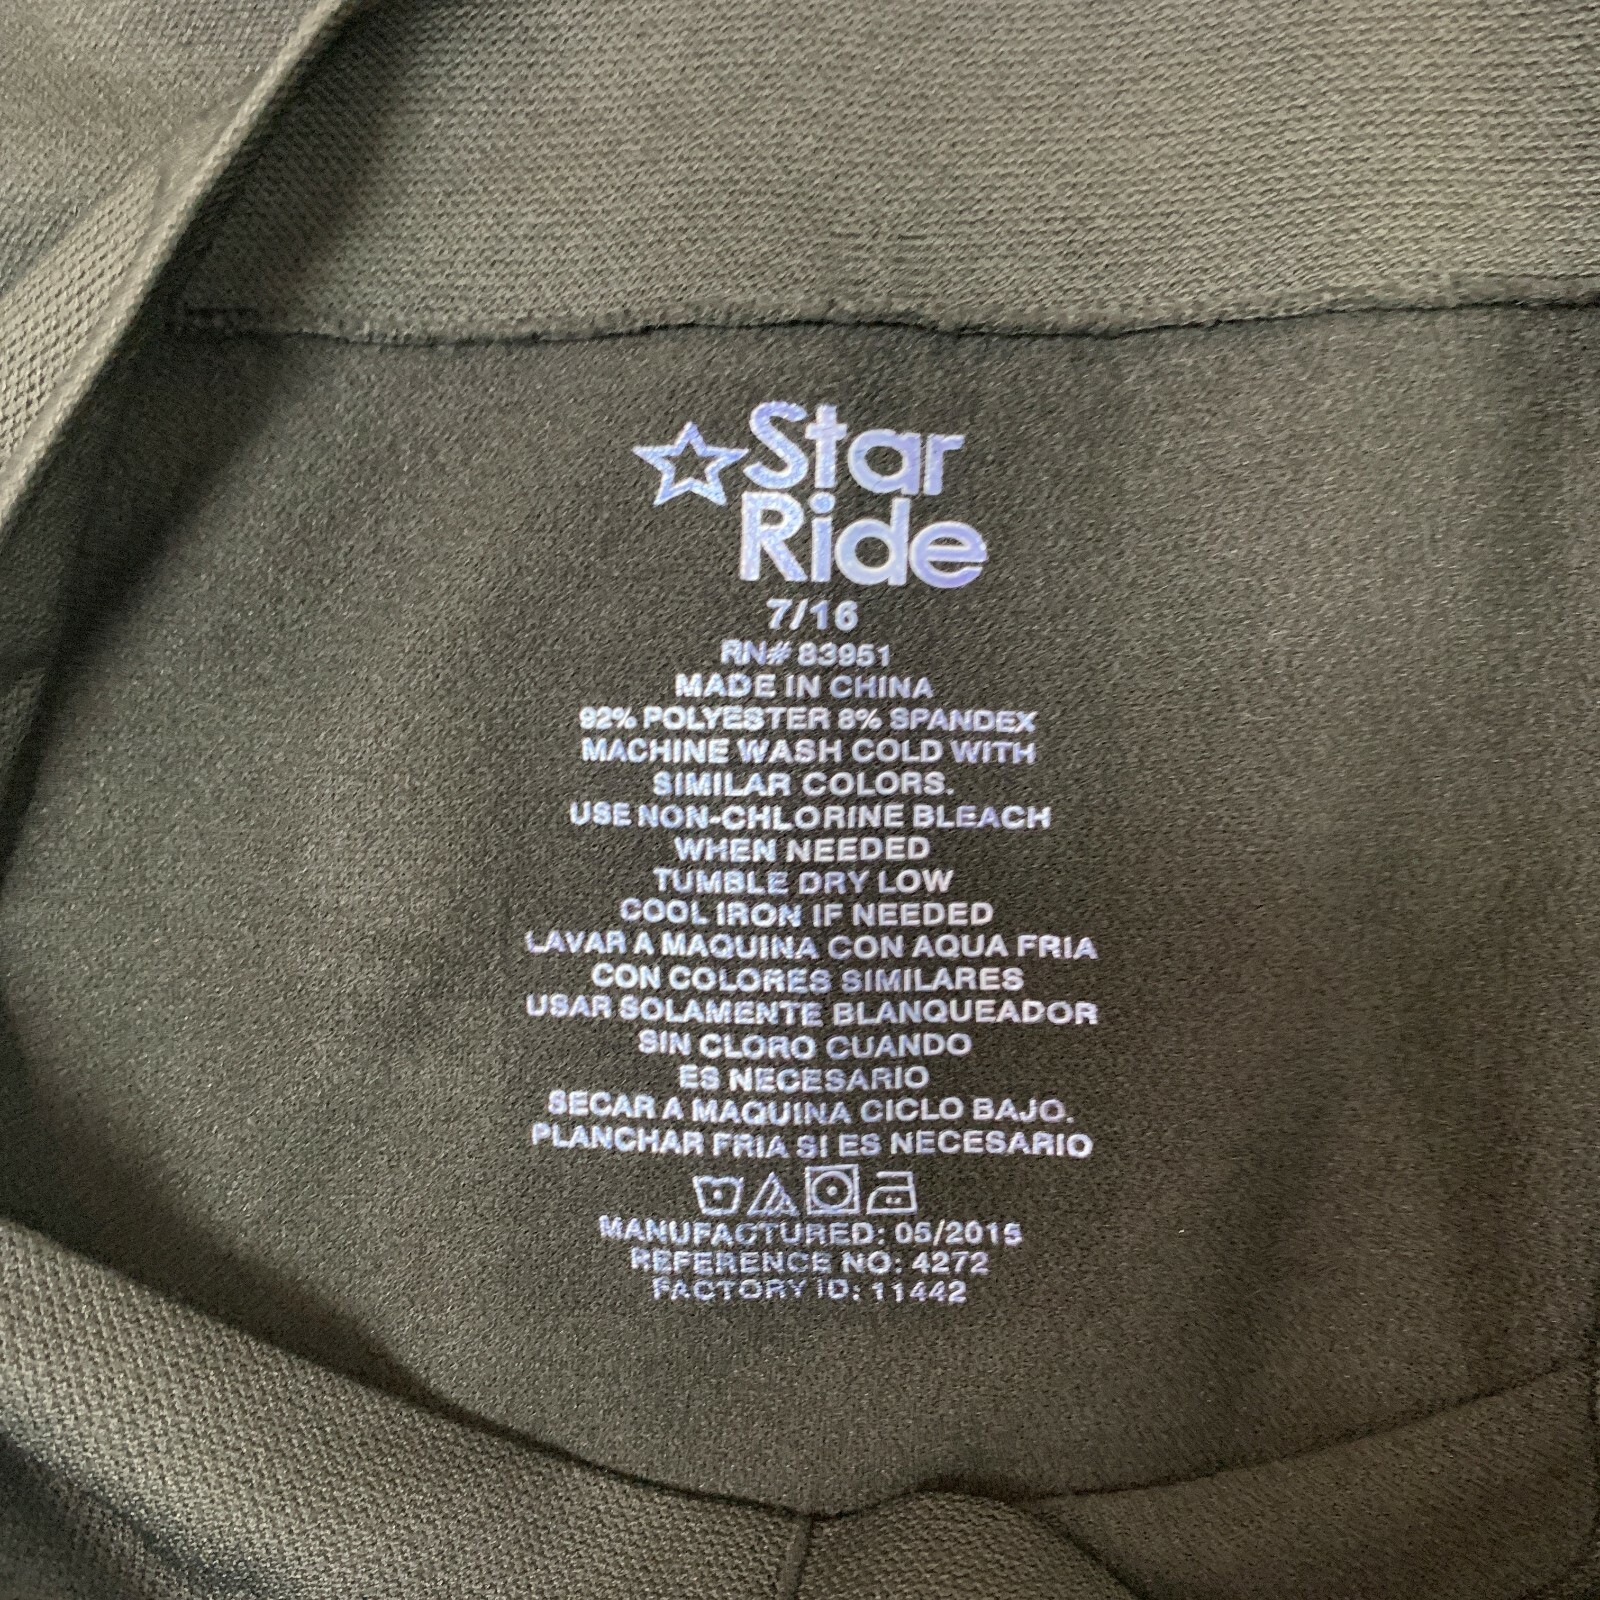 Star
Ride
7/16
RN# 83951
MADE IN CHINA
92% POLYESTER 8% SPANDEX
MACHINE WASH COLD WITH
SIMILAR COLORS.
USE NON-CHLORINE BLEACH
WHEN NEEDED
TUMBLE DRY LOW
COOL IRON IF NEEDED
LAVAR A MAQUINA CON AQUA FRIA
CON COLORES SIMILARES
USAR SOLAMENTE BLANQUEADOR
SIN CLORO CUANDO
ES NECESARIO
SECAR A MAQUINA CICLO BAJO.
PLANCHAR FRIA SI ES NECESARIO
MANUFACTURED: 05/2015
REFERENCE NO: 4272
FACTORY ID: 11442